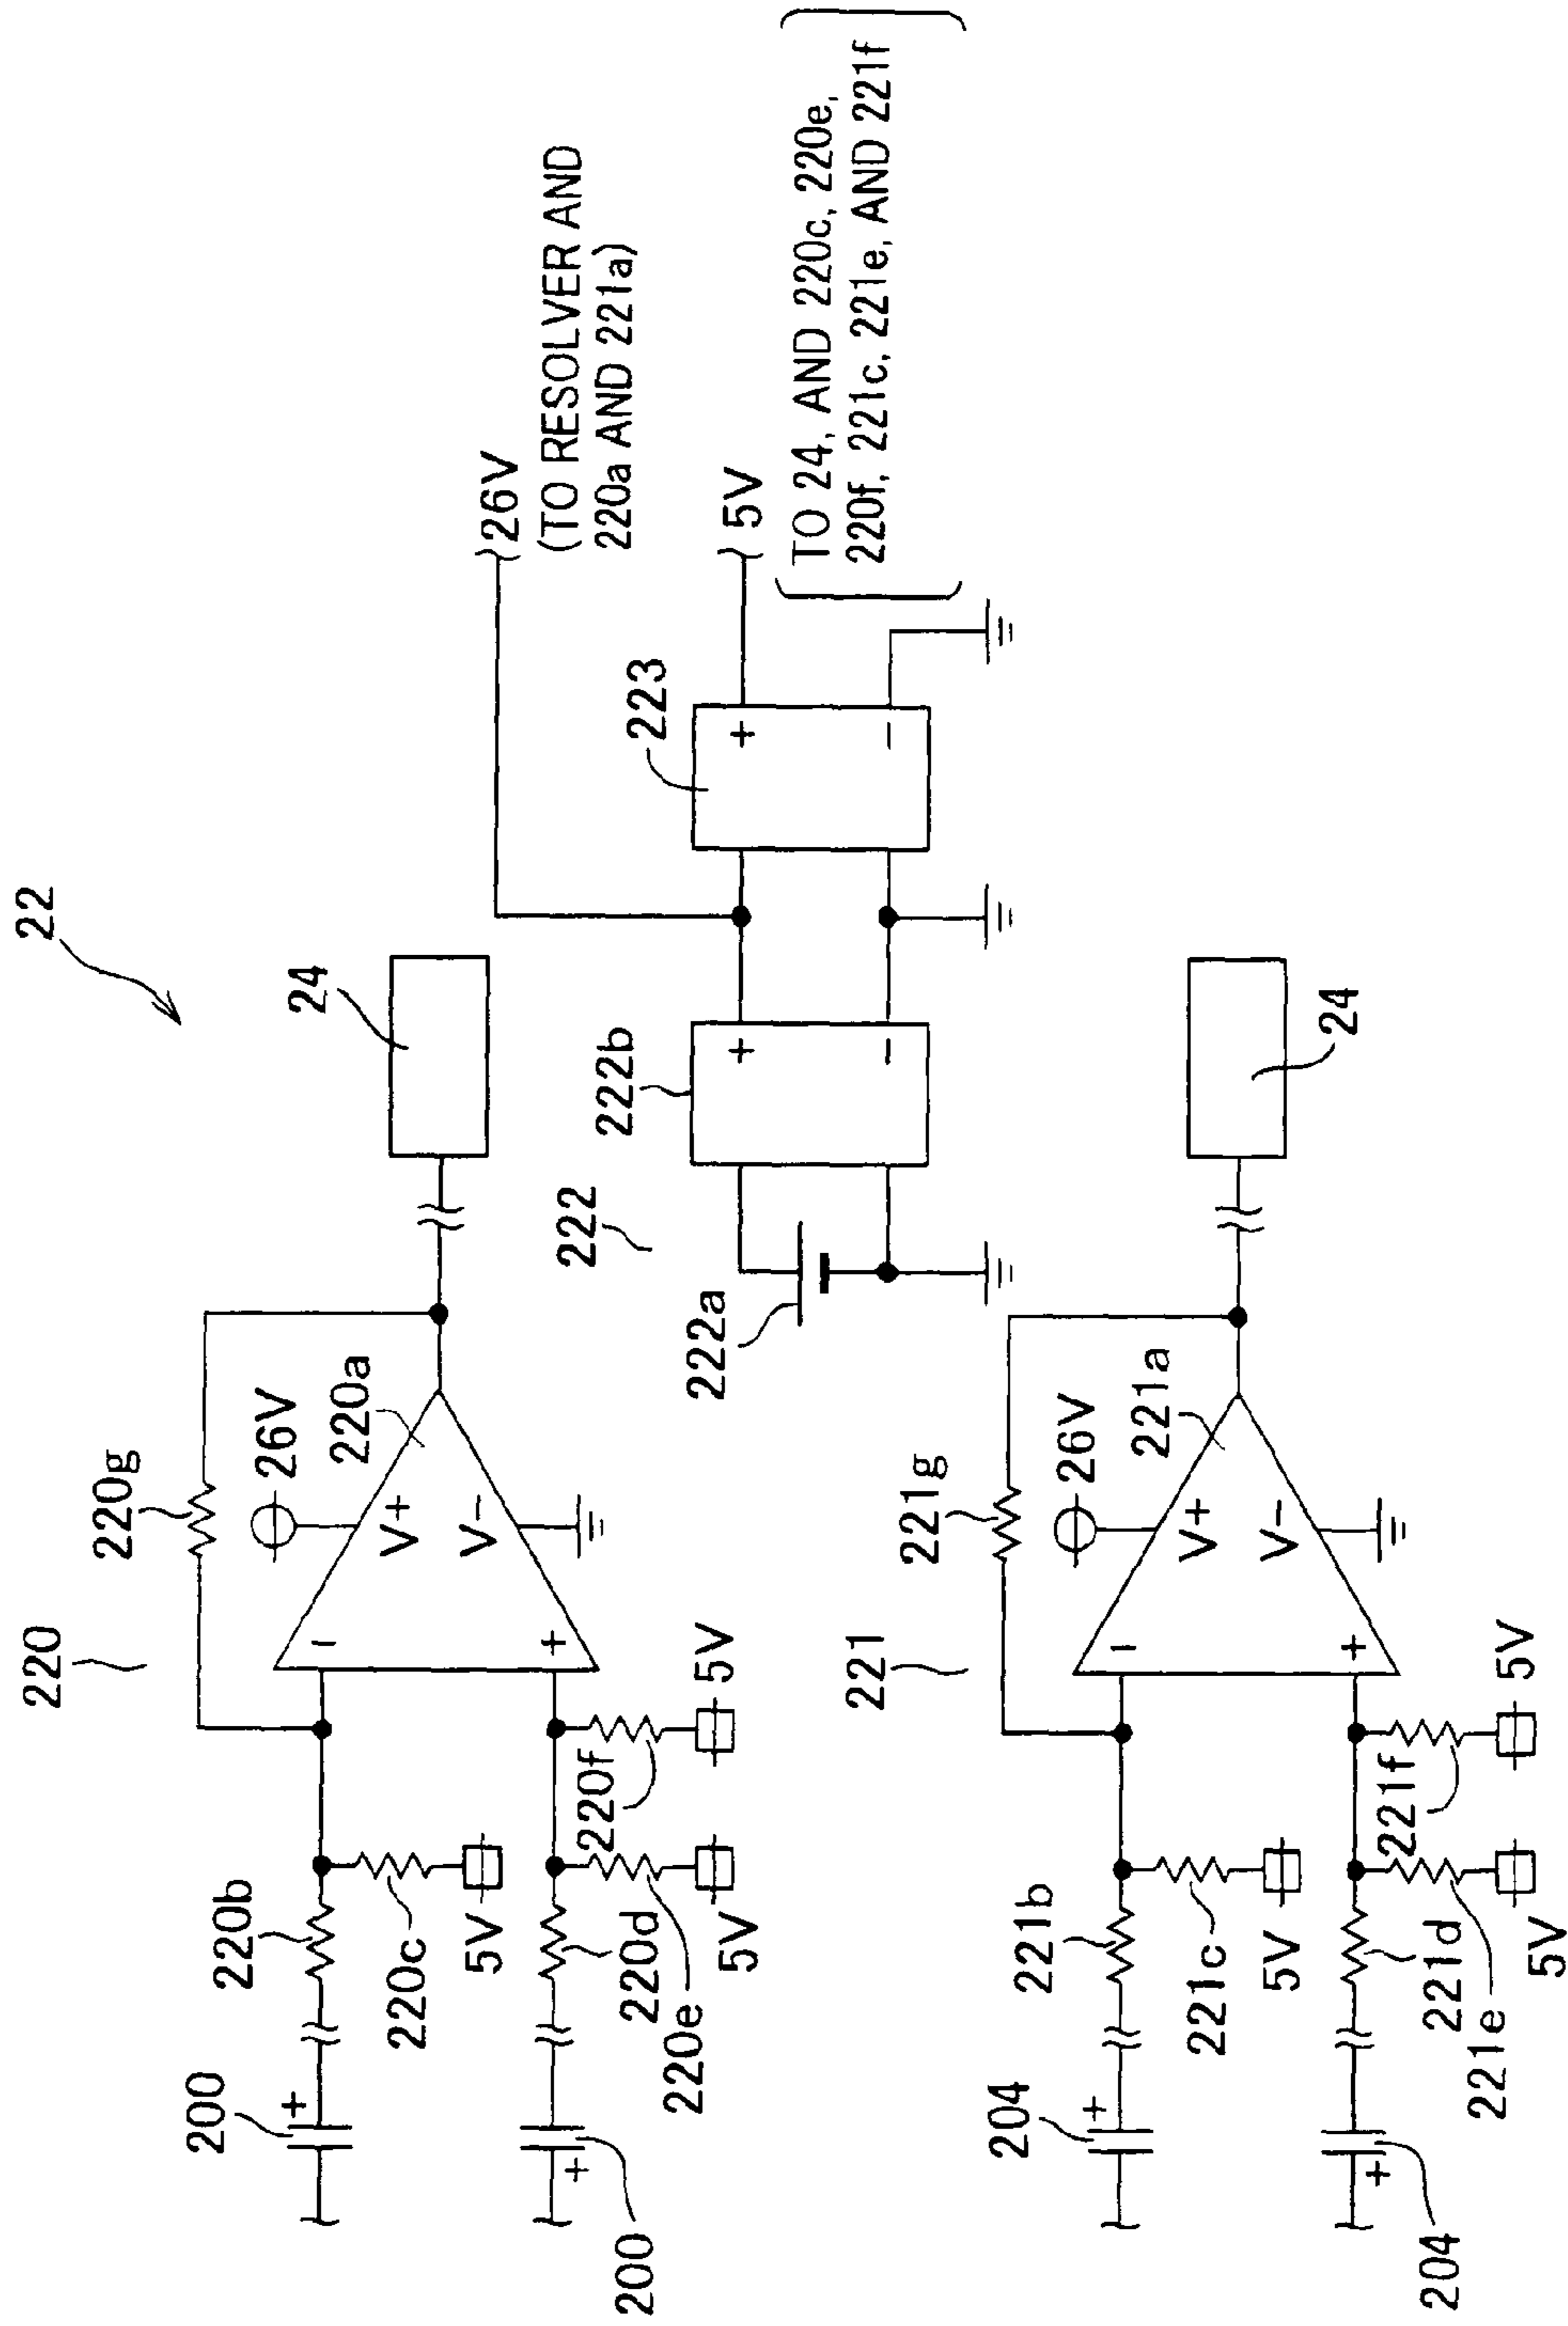 22
220
220g
26V
220a
V+
V-
−
+
24
200
+
220b
220c
5V
200
+
220d
220e
220f
5V
5V
26V
(TO RESOLVER AND
220a AND 221a)
222
222a
222b
+
−
223
+
−
5V
TO 24, AND 220c, 220e,
220f, 221c, 221e, AND 221f
221
221g
26V
221a
V+
V-
−
+
24
204
+
221b
221c
5V
204
+
221d
221e
221f
5V
5V